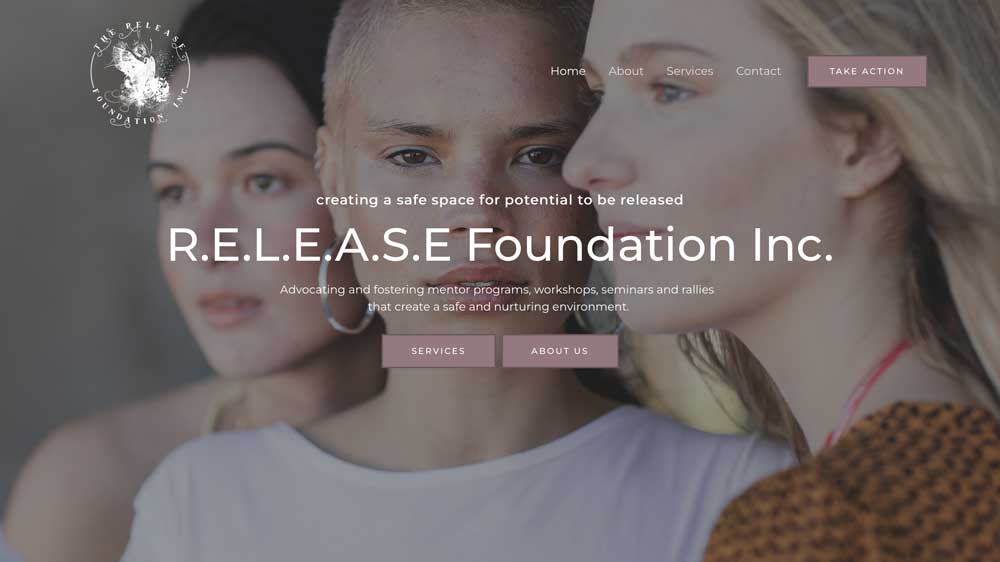 THE RELEASE
FOUNDATION INC
Home About Services Contact TAKE ACTION
creating a safe space for potential to be released
R.E.L.E.A.S.E Foundation Inc.
Advocating and fostering mentor programs, workshops, seminars and rallies
that create a safe and nurturing environment.
SERVICES ABOUT US